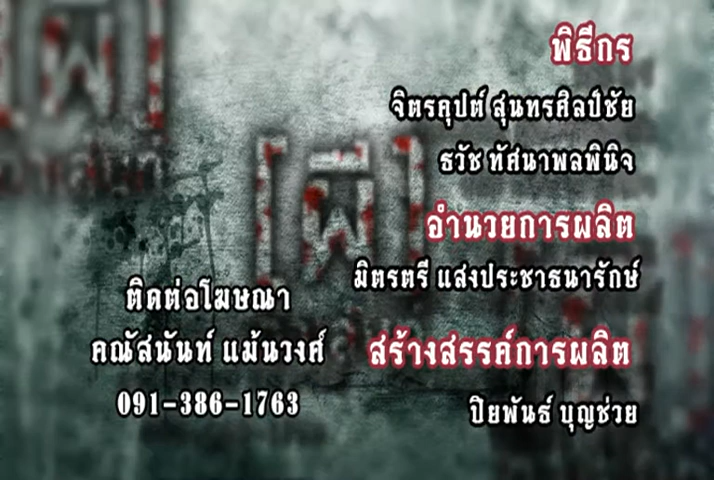 พิธีกร
จิตรคุปต์ สุนทรศิลป์ชัย
ธวัช ทัศนาพลพินิจ
อำนวยการผลิต
มิตรตรี แสงประชาธนารักษ์
สร้างสรรค์การผลิต
ปิยพันธ์ บุญช่วย
ติดต่อโฆษณา
คณัสนันท์ แม้นวงศ์
091-386-1763